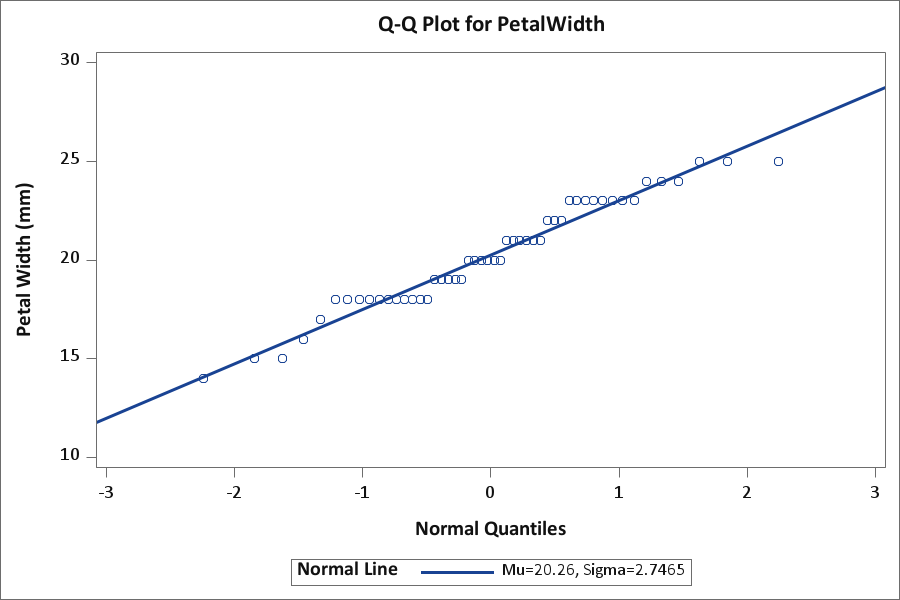 Q-Q Plot for PetalWidth
Petal Width (mm)
30
25
20
15
10
-3 -2 -1 0 1 2 3
Normal Quantiles
Normal Line Mu=20.26, Sigma=2.7465